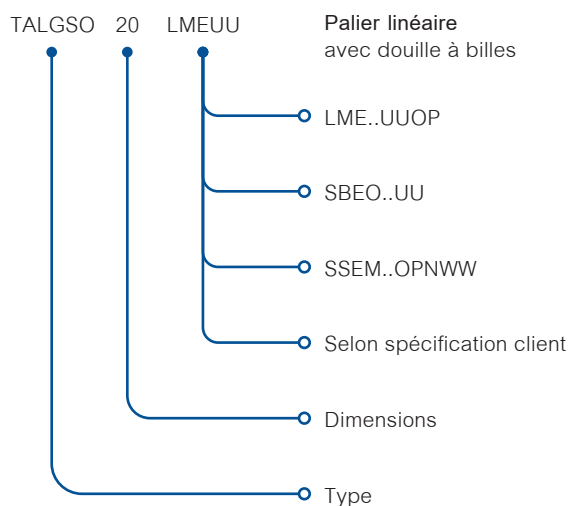 TALGSO 20 LMEUU Palier linéaire
avec douille à billes
LME..UUOP
SBEO..UU
SSEM..OPNWW
Selon spécification client
Dimensions
Type